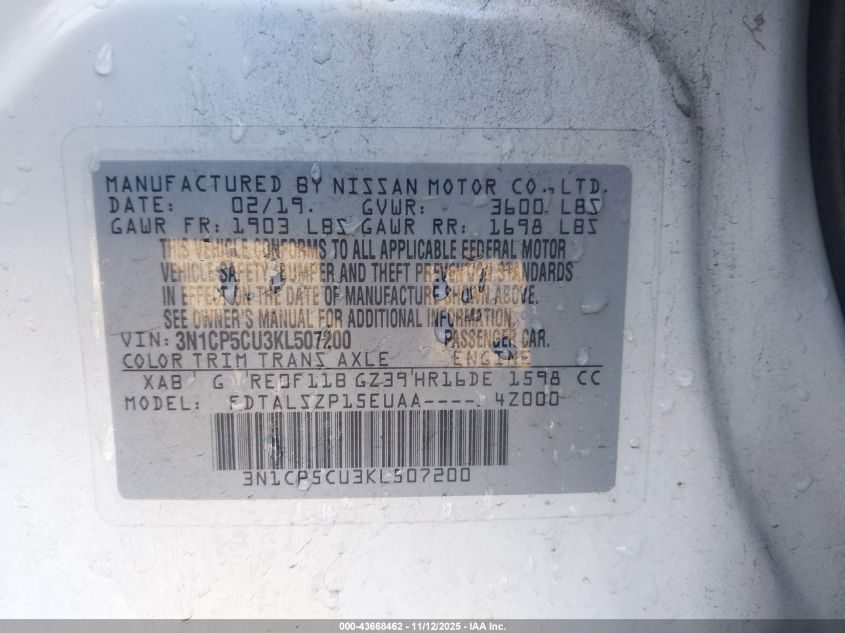 MANUFACTURED BY NISSAN MOTOR CO., LTD.
DATE: 02/19. GVWR: 3600 LBS
GAWR FR: 1903 LBS GAWR RR: 1698 LBS
THIS VEHICLE CONFORMS TO ALL APPLICABLE FEDERAL MOTOR
VEHICLE SAFETY, BUMPER AND THEFT PREVENTION STANDARDS
IN EFFECT ON THE DATE OF MANUFACTURE SHOWN ABOVE.
SEE OWNER'S MANUAL FOR ADDITIONAL INFORMATION.
VIN: 3N1CP5CU3KL507200 PASSENGER CAR.
COLOR TRIM TRANS AXLE ENGINE
XAB G RE0F11B GZ39 HR16DE 1598 CC
MODEL FDTALSZP15EUAA----. 4Z000
3N1CP5CU3KL507200
000-43668462 - 11/12/2025 - IAA Inc.